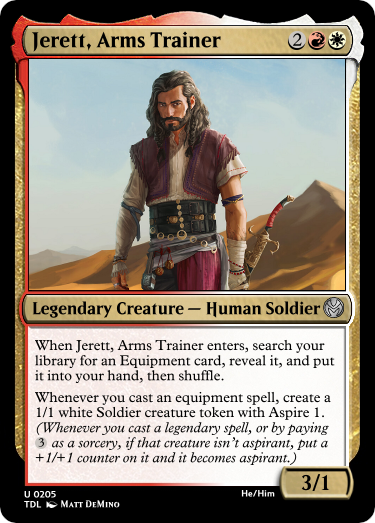 Jerett, Arms Trainer 2
Legendary Creature — Human Soldier
When Jerett, Arms Trainer enters, search your
library for an Equipment card, reveal it, and put
it into your hand, then shuffle.
Whenever you cast an equipment spell, create a
1/1 white Soldier creature token with Aspire 1.
(Whenever you cast a legendary spell, or by paying
3 as a sorcery, if that creature isn't aspirant, put a
+1/+1 counter on it and it becomes aspirant.)
3/1
U 0205 He/Him
TDL Matt DeMino